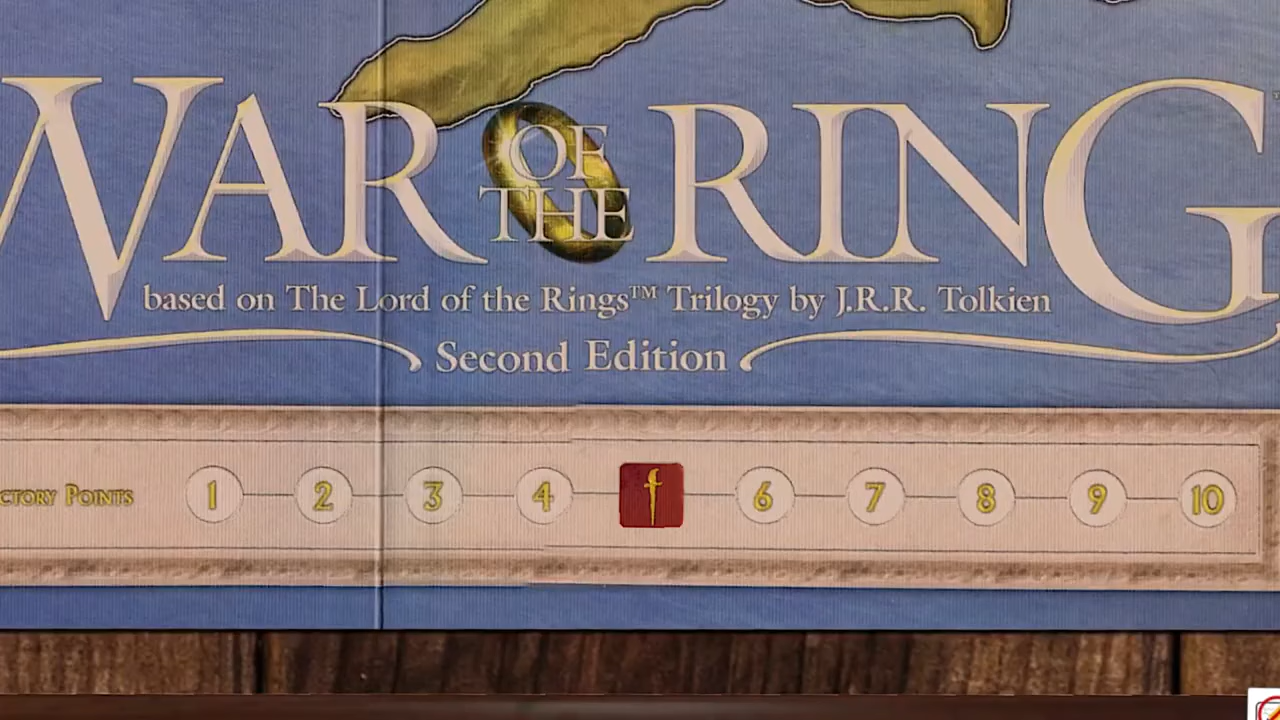 WAR OF THE RING
based on The Lord of the Rings™ Trilogy by J.R.R. Tolkien
Second Edition
ctory Points 1 2 3 4 6 7 8 9 10